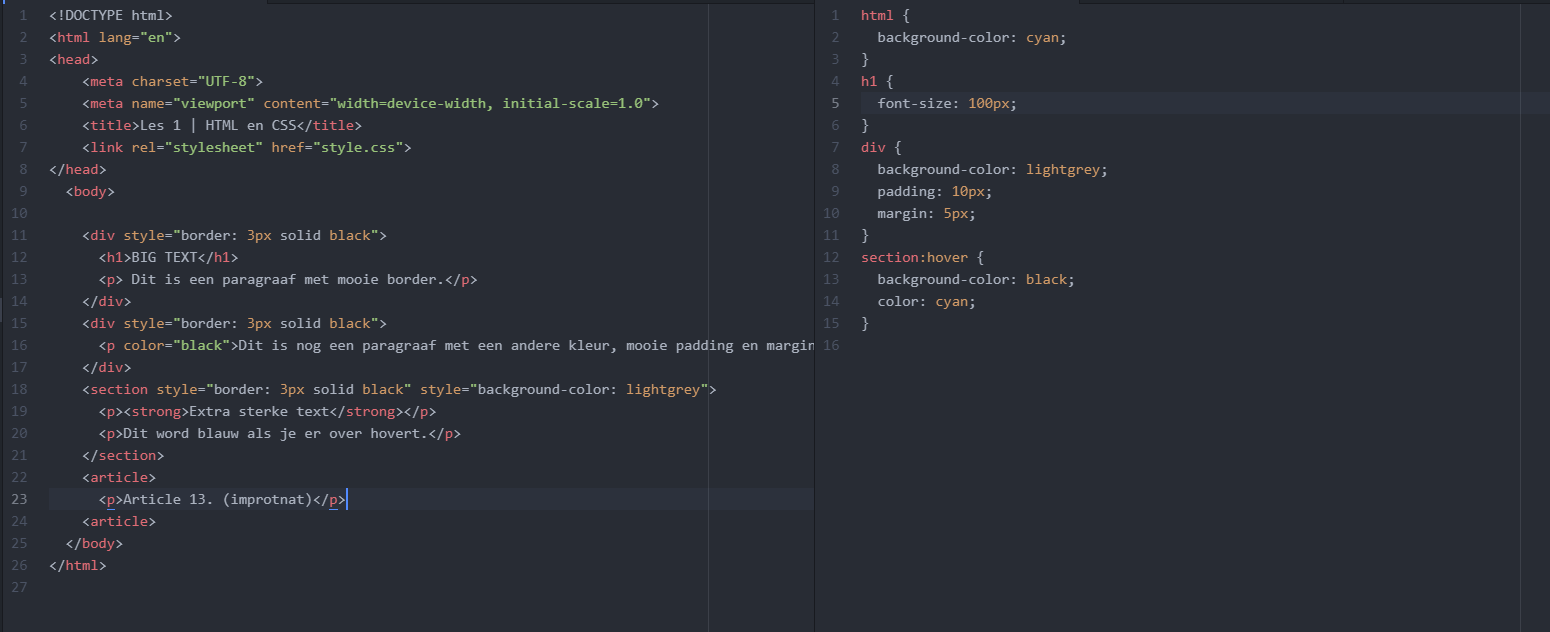 1 <!DOCTYPE html>
2 <html lang="en">
3 <head>
4     <meta charset="UTF-8">
5     <meta name="viewport" content="width=device-width, initial-scale=1.0">
6     <title>Les 1 | HTML en CSS</title>
7     <link rel="stylesheet" href="style.css">
8 </head>
9   <body>
10
11     <div style="border: 3px solid black">
12       <h1>BIG TEXT</h1>
13       <p> Dit is een paragraaf met mooie border.</p>
14     </div>
15     <div style="border: 3px solid black">
16       <p color="black">Dit is nog een paragraaf met een andere kleur, mooie padding en margin
17     </div>
18     <section style="border: 3px solid black" style="background-color: lightgrey">
19       <p><strong>Extra sterke text</strong></p>
20       <p>Dit word blauw als je er over hovert.</p>
21     </section>
22     <article>
23       <p>Article 13. (improtnat)</p>
24     <article>
25   </body>
26 </html>
27
1 html {
2   background-color: cyan;
3 }
4 h1 {
5   font-size: 100px;
6 }
7 div {
8   background-color: lightgrey;
9   padding: 10px;
10   margin: 5px;
11 }
12 section:hover {
13   background-color: black;
14   color: cyan;
15 }
16